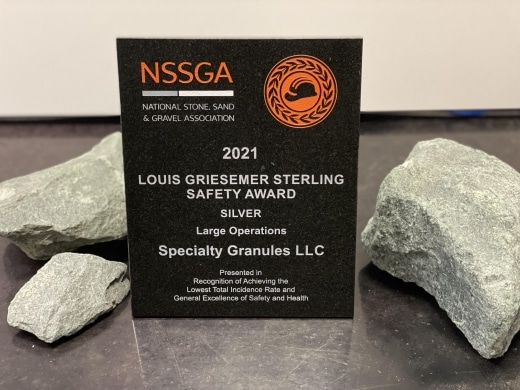 NSSGA
NATIONAL STONE, SAND
& GRAVEL ASSOCIATION
2021
LOUIS GRIESEMER STERLING
SAFETY AWARD
SILVER
Large Operations
Specialty Granules LLC
Presented in
Recognition of Achieving the
Lowest Total Incidence Rate and
General Excellence of Safety and Health